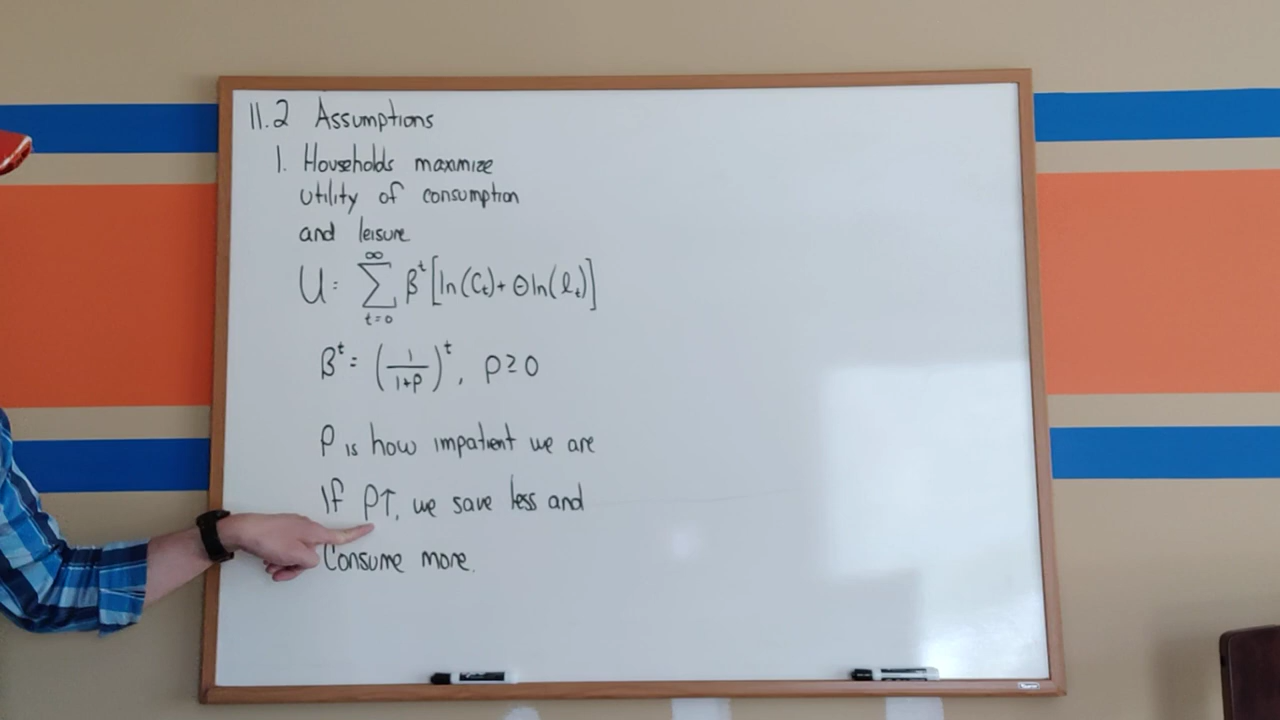 11.2 Assumptions
1. Households maximize
utility of consumption
and leisure
U = ∑_{t=0}^{∞} β^t [ln(C_t) + θ ln(ℓ_t)]
β^t = (1/(1+ρ))^t, ρ ≥ 0
ρ is how impatient we are
If ρ↑, we save less and
Consume more.